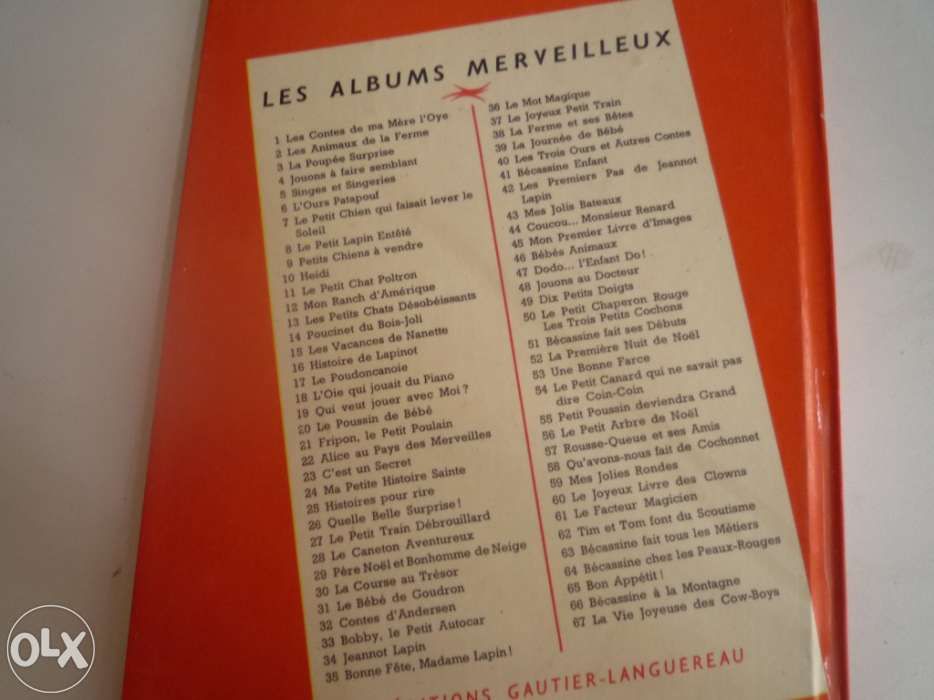 LES ALBUMS MERVEILLEUX
1 Les Contes de ma Mère l'Oye
2 Les Animaux de la Ferme
3 La Poupée Surprise
4 Jouons à faire semblant
5 Singes et Singeries
6 L'Ours Patapouf
7 Le Petit Chien qui faisait lever le
Soleil
8 Le Petit Lapin Entêté
9 Petits Chiens à vendre
10 Heidi
11 Le Petit Chat Poltron
12 Mon Ranch d'Amérique
13 Les Petits Chats Désobéissants
14 Poucinet du Bois-Joli
15 Les Vacances de Nanette
16 Histoire de Lapinot
17 Le Poudoncanoie
18 L'Oie qui jouait du Piano
19 Qui veut jouer avec Moi ?
20 Le Poussin de Bébé
21 Fripon, le Petit Poulain
22 Alice au Pays des Merveilles
23 C'est un Secret
24 Ma Petite Histoire Sainte
25 Histoires pour rire
26 Quelle Belle Surprise !
27 Le Petit Train Débrouillard
28 Le Caneton Aventureux
29 Père Noël et Bonhomme de Neige
30 La Course au Trésor
31 Le Bébé de Goudron
32 Contes d'Andersen
33 Bobby, le Petit Autocar
34 Jeannot Lapin
35 Bonne Fête, Madame Lapin !
36 Le Mot Magique
37 Le Joyeux Petit Train
38 La Ferme et ses Bêtes
39 La Journée de Bébé
40 Les Trois Ours et Autres Contes
41 Bécassine Enfant
42 Les Premiers Pas de Jeannot
Lapin
43 Mes Jolis Bateaux
44 Coucou... Monsieur Renard
45 Mon Premier Livre d'Images
46 Bébés Animaux
47 Dodo... l'Enfant Do !
48 Jouons au Docteur
49 Dix Petits Doigts
50 Le Petit Chaperon Rouge
Les Trois Petits Cochons
51 Bécassine fait ses Débuts
52 La Première Nuit de Noël
53 Une Bonne Farce
54 Le Petit Canard qui ne savait pas
dire Coin-Coin
55 Petit Poussin deviendra Grand
56 Le Petit Arbre de Noël
57 Rousse-Queue et ses Amis
58 Qu'avons-nous fait de Cochonnet
59 Mes Jolies Rondes
60 Le Joyeux Livre des Clowns
61 Le Facteur Magicien
62 Tim et Tom font du Scoutisme
63 Bécassine fait tous les Métiers
64 Bécassine chez les Peaux-Rouges
65 Bon Appétit !
66 Bécassine à la Montagne
67 La Vie Joyeuse des Cow-Boys
GAUTIER-LANGUEREAU
OLX